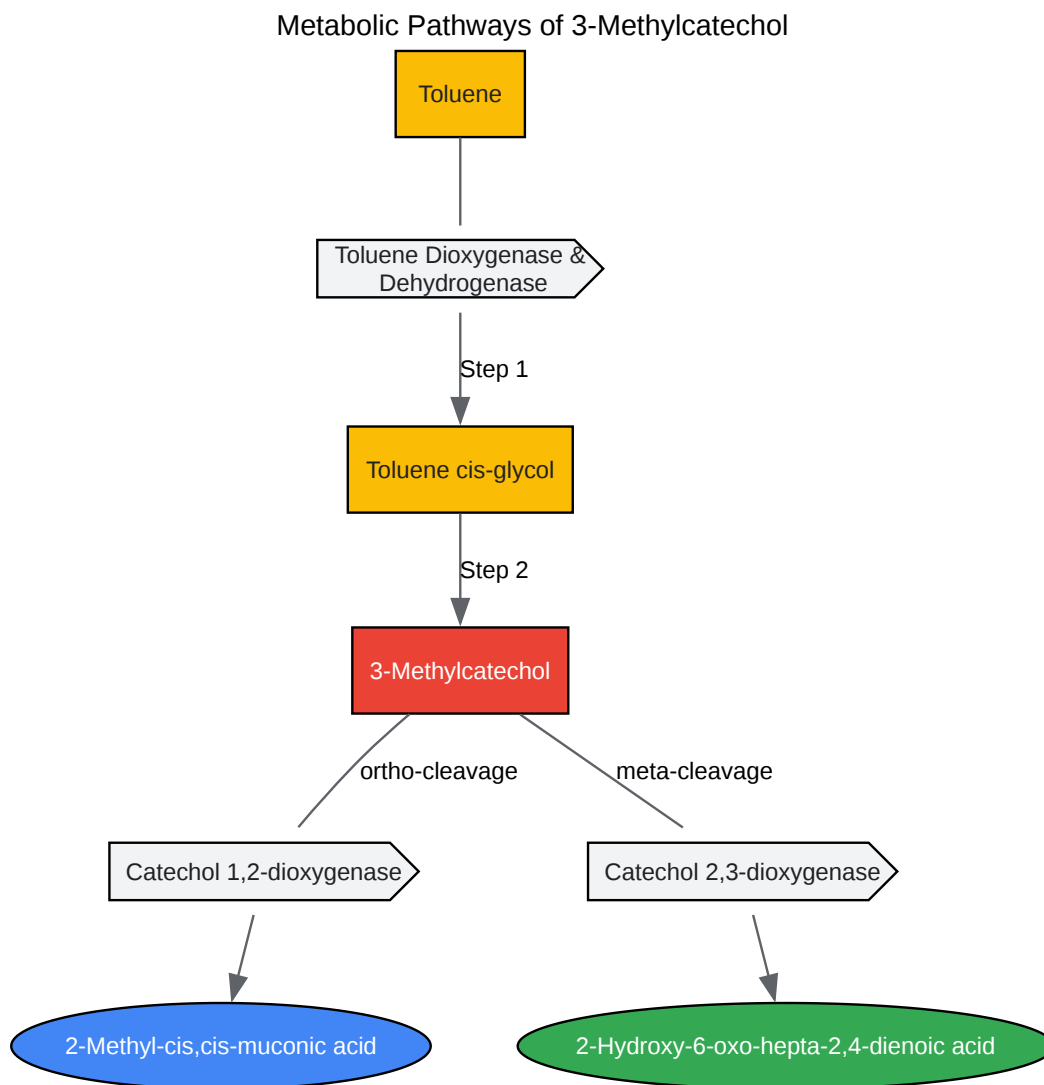 Metabolic Pathways of 3-Methylcatechol
Toluene
Toluene Dioxygenase &
Dehydrogenase
Step 1
Toluene cis-glycol
Step 2
3-Methylcatechol
ortho-cleavage
meta-cleavage
Catechol 1,2-dioxygenase
Catechol 2,3-dioxygenase
2-Methyl-cis,cis-muconic acid
2-Hydroxy-6-oxo-hepta-2,4-dienoic acid